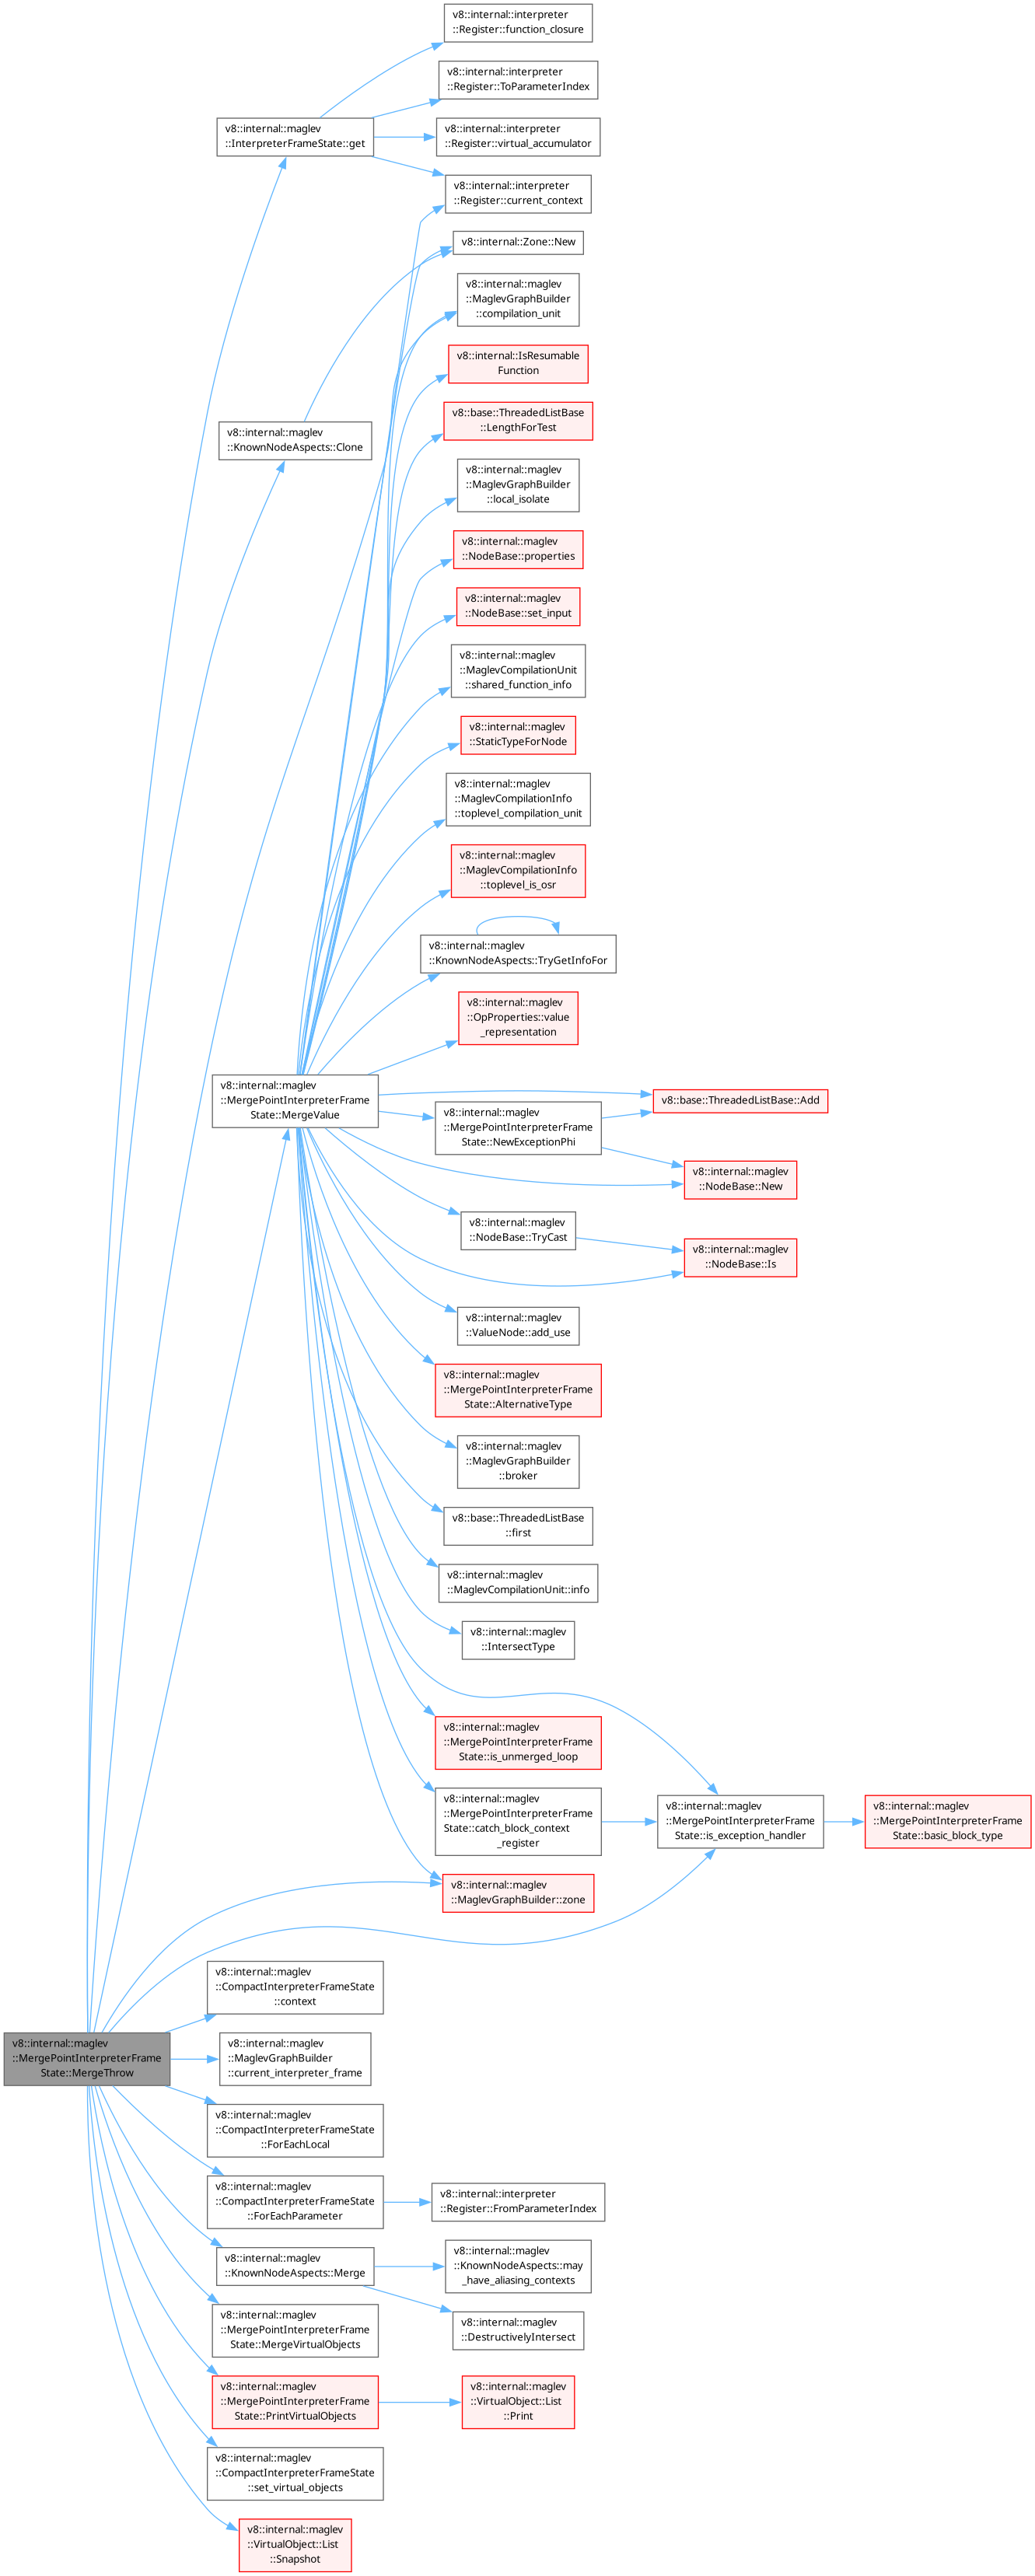 v8::internal::interpreter
::Register::function_closure
v8::internal::interpreter
::Register::ToParameterIndex
v8::internal::maglev
::InterpreterFrameState::get
v8::internal::interpreter
::Register::virtual_accumulator
v8::internal::interpreter
::Register::current_context
v8::internal::Zone::New
v8::internal::maglev
::MaglevGraphBuilder
::compilation_unit
v8::internal::IsResumable
Function
v8::internal::maglev
::KnownNodeAspects::Clone
v8::base::ThreadedListBase
::LengthForTest
v8::internal::maglev
::MaglevGraphBuilder
::local_isolate
v8::internal::maglev
::NodeBase::properties
v8::internal::maglev
::NodeBase::set_input
v8::internal::maglev
::MaglevCompilationUnit
::shared_function_info
v8::internal::maglev
::StaticTypeForNode
v8::internal::maglev
::MaglevCompilationInfo
::toplevel_compilation_unit
v8::internal::maglev
::MaglevCompilationInfo
::toplevel_is_osr
v8::internal::maglev
::KnownNodeAspects::TryGetInfoFor
v8::internal::maglev
::OpProperties::value
_representation
v8::internal::maglev
::MergePointInterpreterFrame
State::MergeValue
v8::base::ThreadedListBase::Add
v8::internal::maglev
::MergePointInterpreterFrame
State::NewExceptionPhi
v8::internal::maglev
::NodeBase::New
v8::internal::maglev
::NodeBase::TryCast
v8::internal::maglev
::NodeBase::Is
v8::internal::maglev
::ValueNode::add_use
v8::internal::maglev
::MergePointInterpreterFrame
State::AlternativeType
v8::internal::maglev
::MaglevGraphBuilder
::broker
v8::base::ThreadedListBase
::first
v8::internal::maglev
::MaglevCompilationUnit::info
v8::internal::maglev
::IntersectType
v8::internal::maglev
::MergePointInterpreterFrame
State::is_unmerged_loop
v8::internal::maglev
::MergePointInterpreterFrame
State::catch_block_context
_register
v8::internal::maglev
::MergePointInterpreterFrame
State::is_exception_handler
v8::internal::maglev
::MergePointInterpreterFrame
State::basic_block_type
v8::internal::maglev
::MaglevGraphBuilder::zone
v8::internal::maglev
::CompactInterpreterFrameState
::context
v8::internal::maglev
::MergePointInterpreterFrame
State::MergeThrow
v8::internal::maglev
::MaglevGraphBuilder
::current_interpreter_frame
v8::internal::maglev
::CompactInterpreterFrameState
::ForEachLocal
v8::internal::maglev
::CompactInterpreterFrameState
::ForEachParameter
v8::internal::interpreter
::Register::FromParameterIndex
v8::internal::maglev
::KnownNodeAspects::Merge
v8::internal::maglev
::KnownNodeAspects::may
_have_aliasing_contexts
v8::internal::maglev
::DestructivelyIntersect
v8::internal::maglev
::MergePointInterpreterFrame
State::MergeVirtualObjects
v8::internal::maglev
::MergePointInterpreterFrame
State::PrintVirtualObjects
v8::internal::maglev
::VirtualObject::List
::Print
v8::internal::maglev
::CompactInterpreterFrameState
::set_virtual_objects
v8::internal::maglev
::VirtualObject::List
::Snapshot